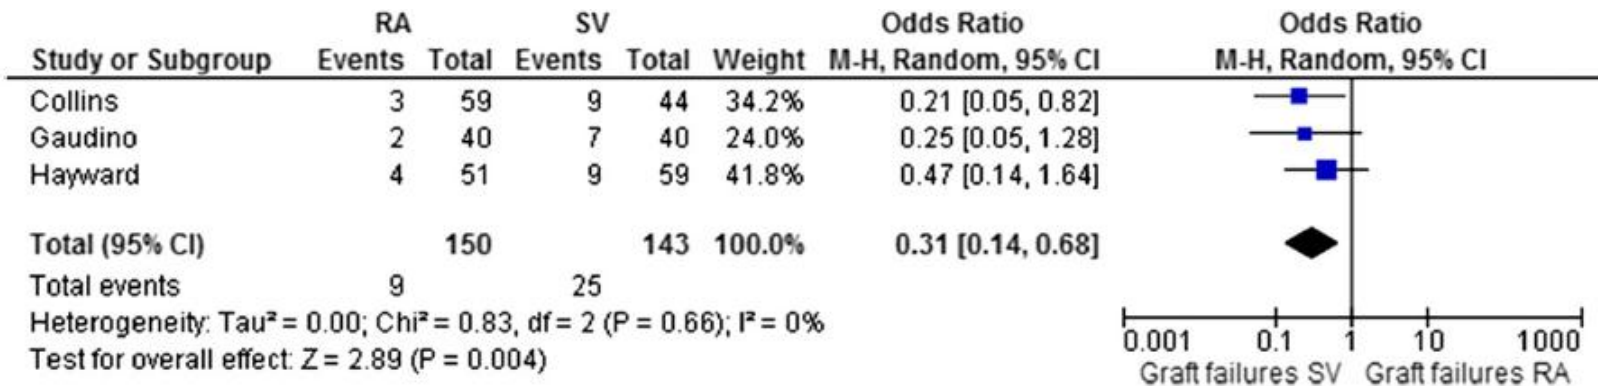 RA SV Odds Ratio Odds Ratio
Study or Subgroup Events Total Events Total Weight M-H, Random, 95% CI M-H, Random, 95% CI
Collins 3 59 9 44 34.2% 0.21 [0.05, 0.82]
Gaudino 2 40 7 40 24.0% 0.25 [0.05, 1.28]
Hayward 4 51 9 59 41.8% 0.47 [0.14, 1.64]
Total (95% CI) 150 143 100.0% 0.31 [0.14, 0.68]
Total events 9 25
Heterogeneity: Tau² = 0.00; Chi² = 0.83, df = 2 (P = 0.66); I² = 0%
Test for overall effect: Z = 2.89 (P = 0.004)
0.001 0.1 1 10 1000
Graft failures SV Graft failures RA